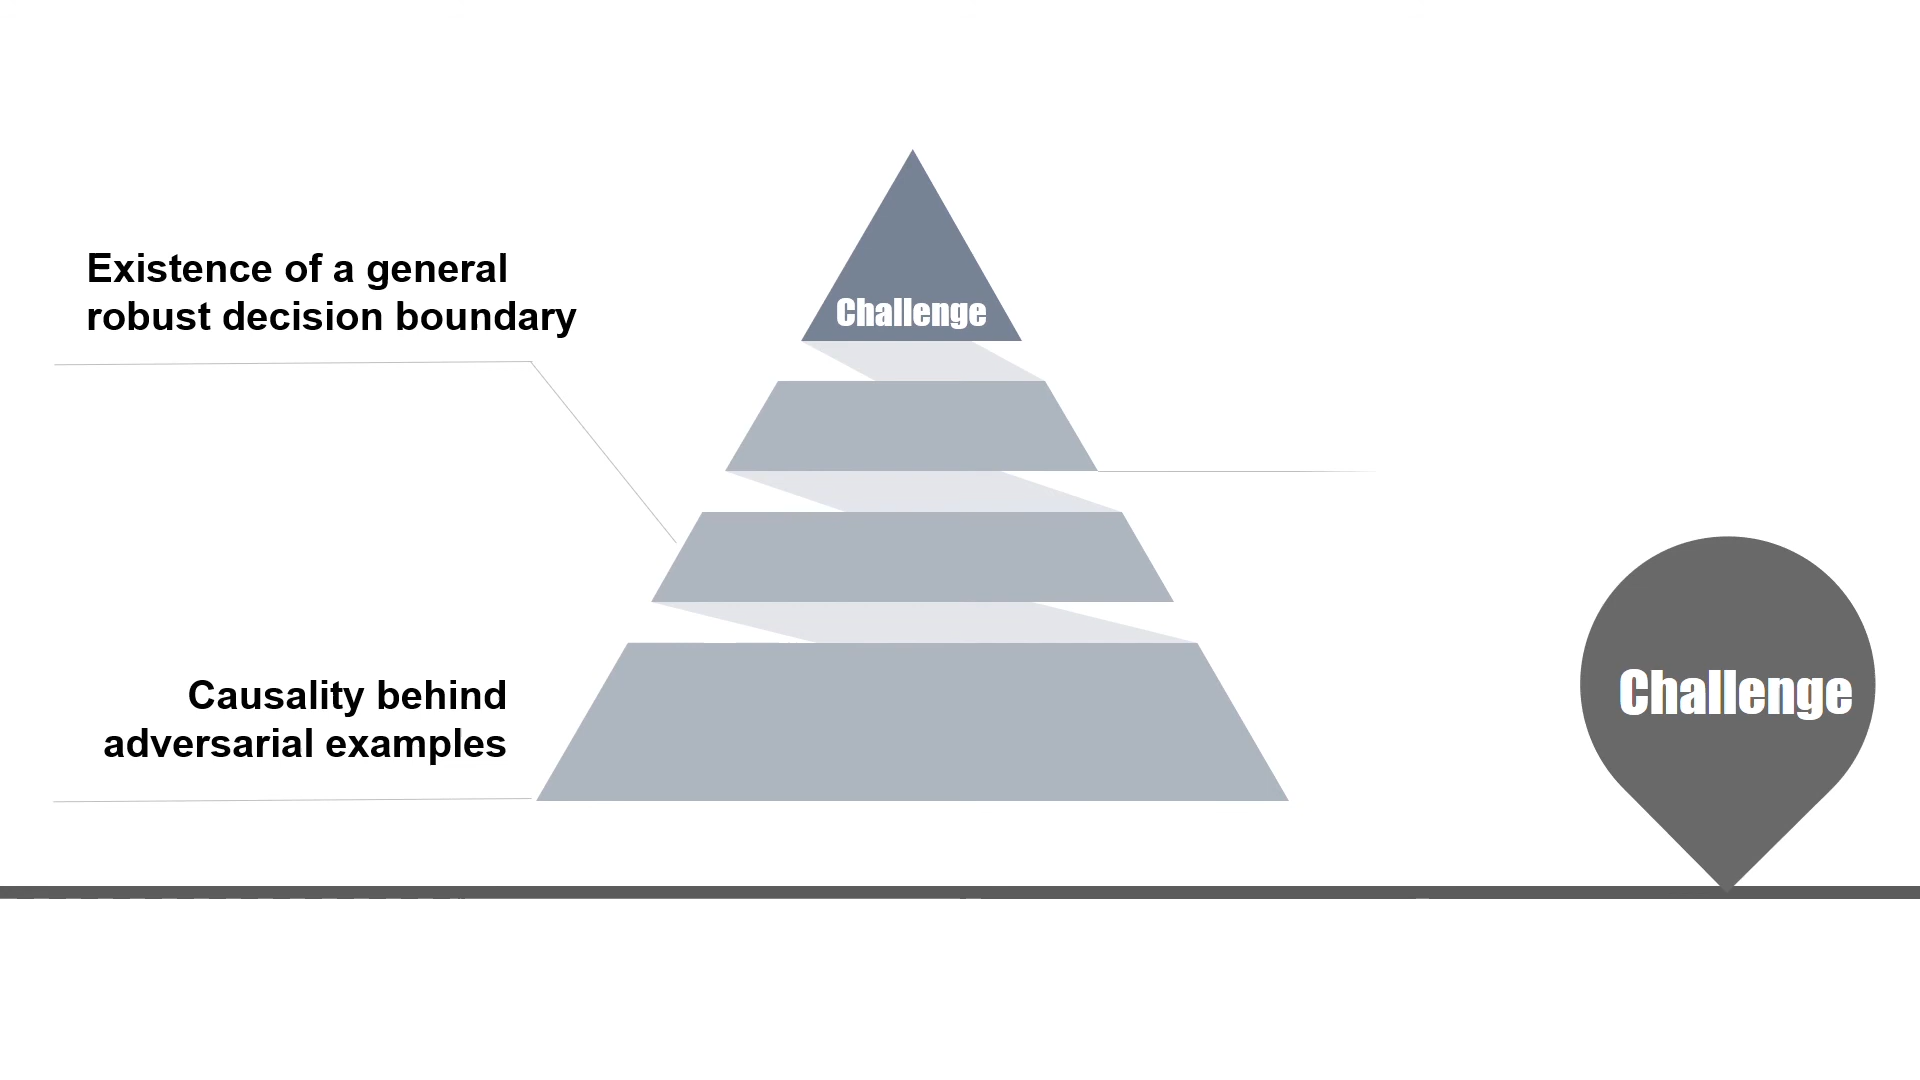 Existence of a general
robust decision boundary
Challenge
Causality behind
adversarial examples
Challenge